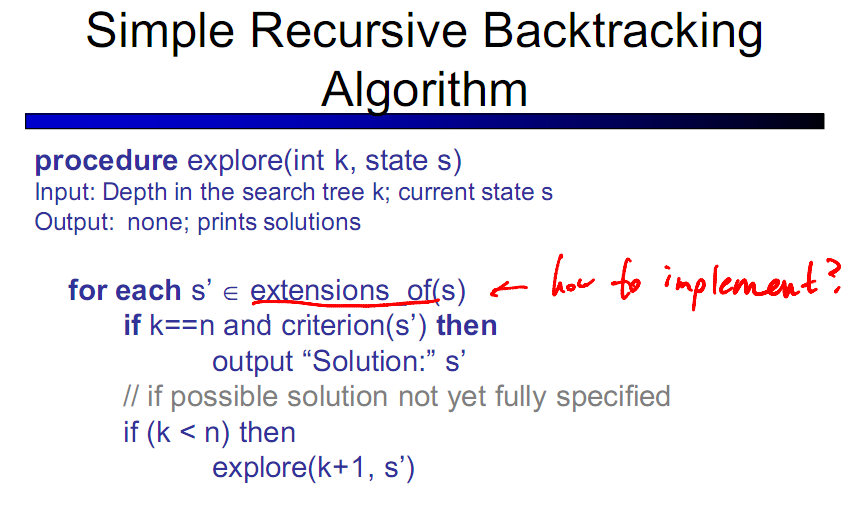 Simple Recursive Backtracking
Algorithm
procedure explore(int k, state s)
Input: Depth in the search tree k; current state s
Output: none; prints solutions
for each s’ ∈ extensions_of(s) ← how to implement?
if k==n and criterion(s’) then
output “Solution:” s’
// if possible solution not yet fully specified
if (k < n) then
explore(k+1, s’)